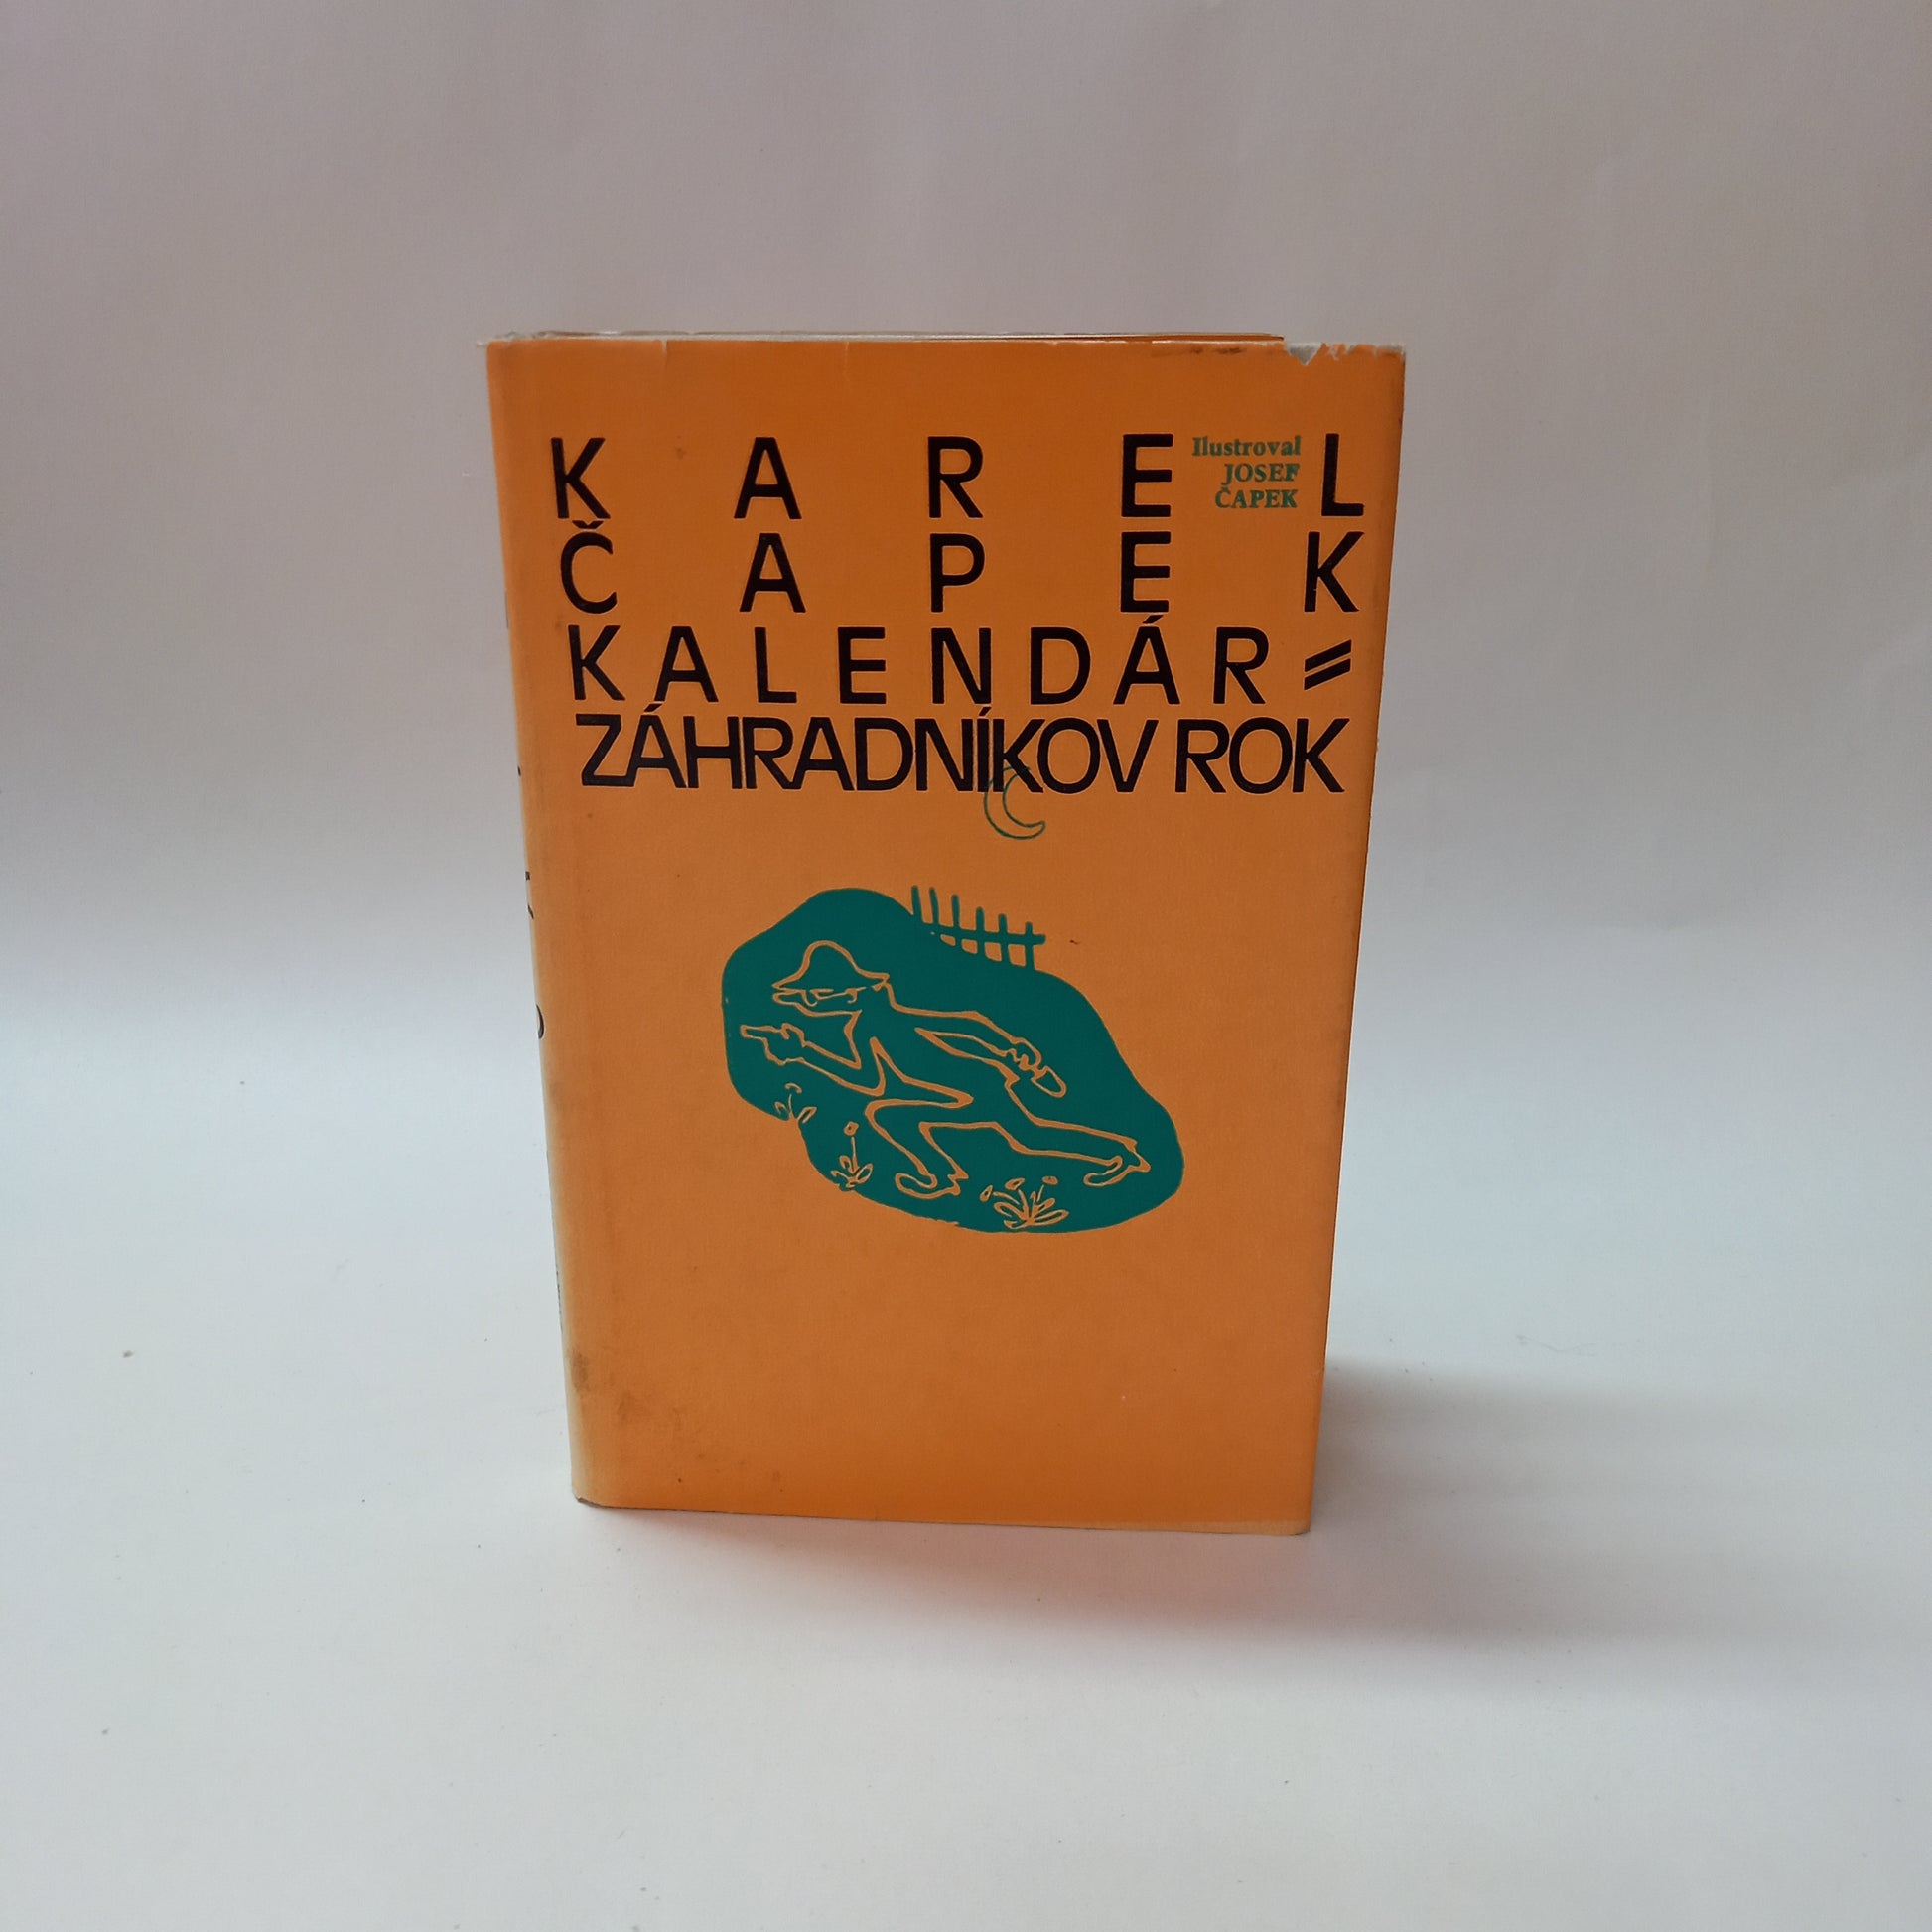 KAREL
Ilustroval
JOSEF
ČAPEK
ČAPEK
KALENDÁR=
ZÁHRADNÍKOV ROK